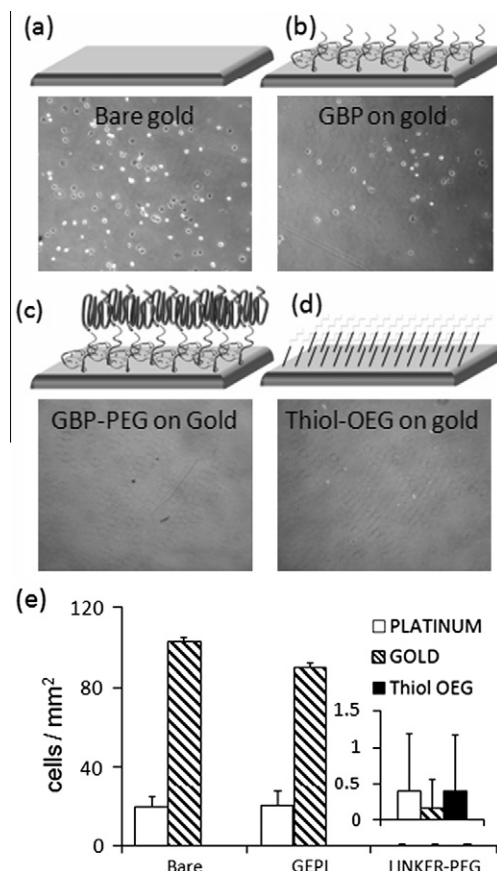 (a)
(b)
Bare gold
GBP on gold
(c)
(d)
GBP-PEG on Gold
Thiol-OEG on gold
(e)
120
80
40
0
cells / mm²
PLATINUM
GOLD
Thiol OEG
1.5
1
0.5
0
Bare
GEPI
LINKER-PEG